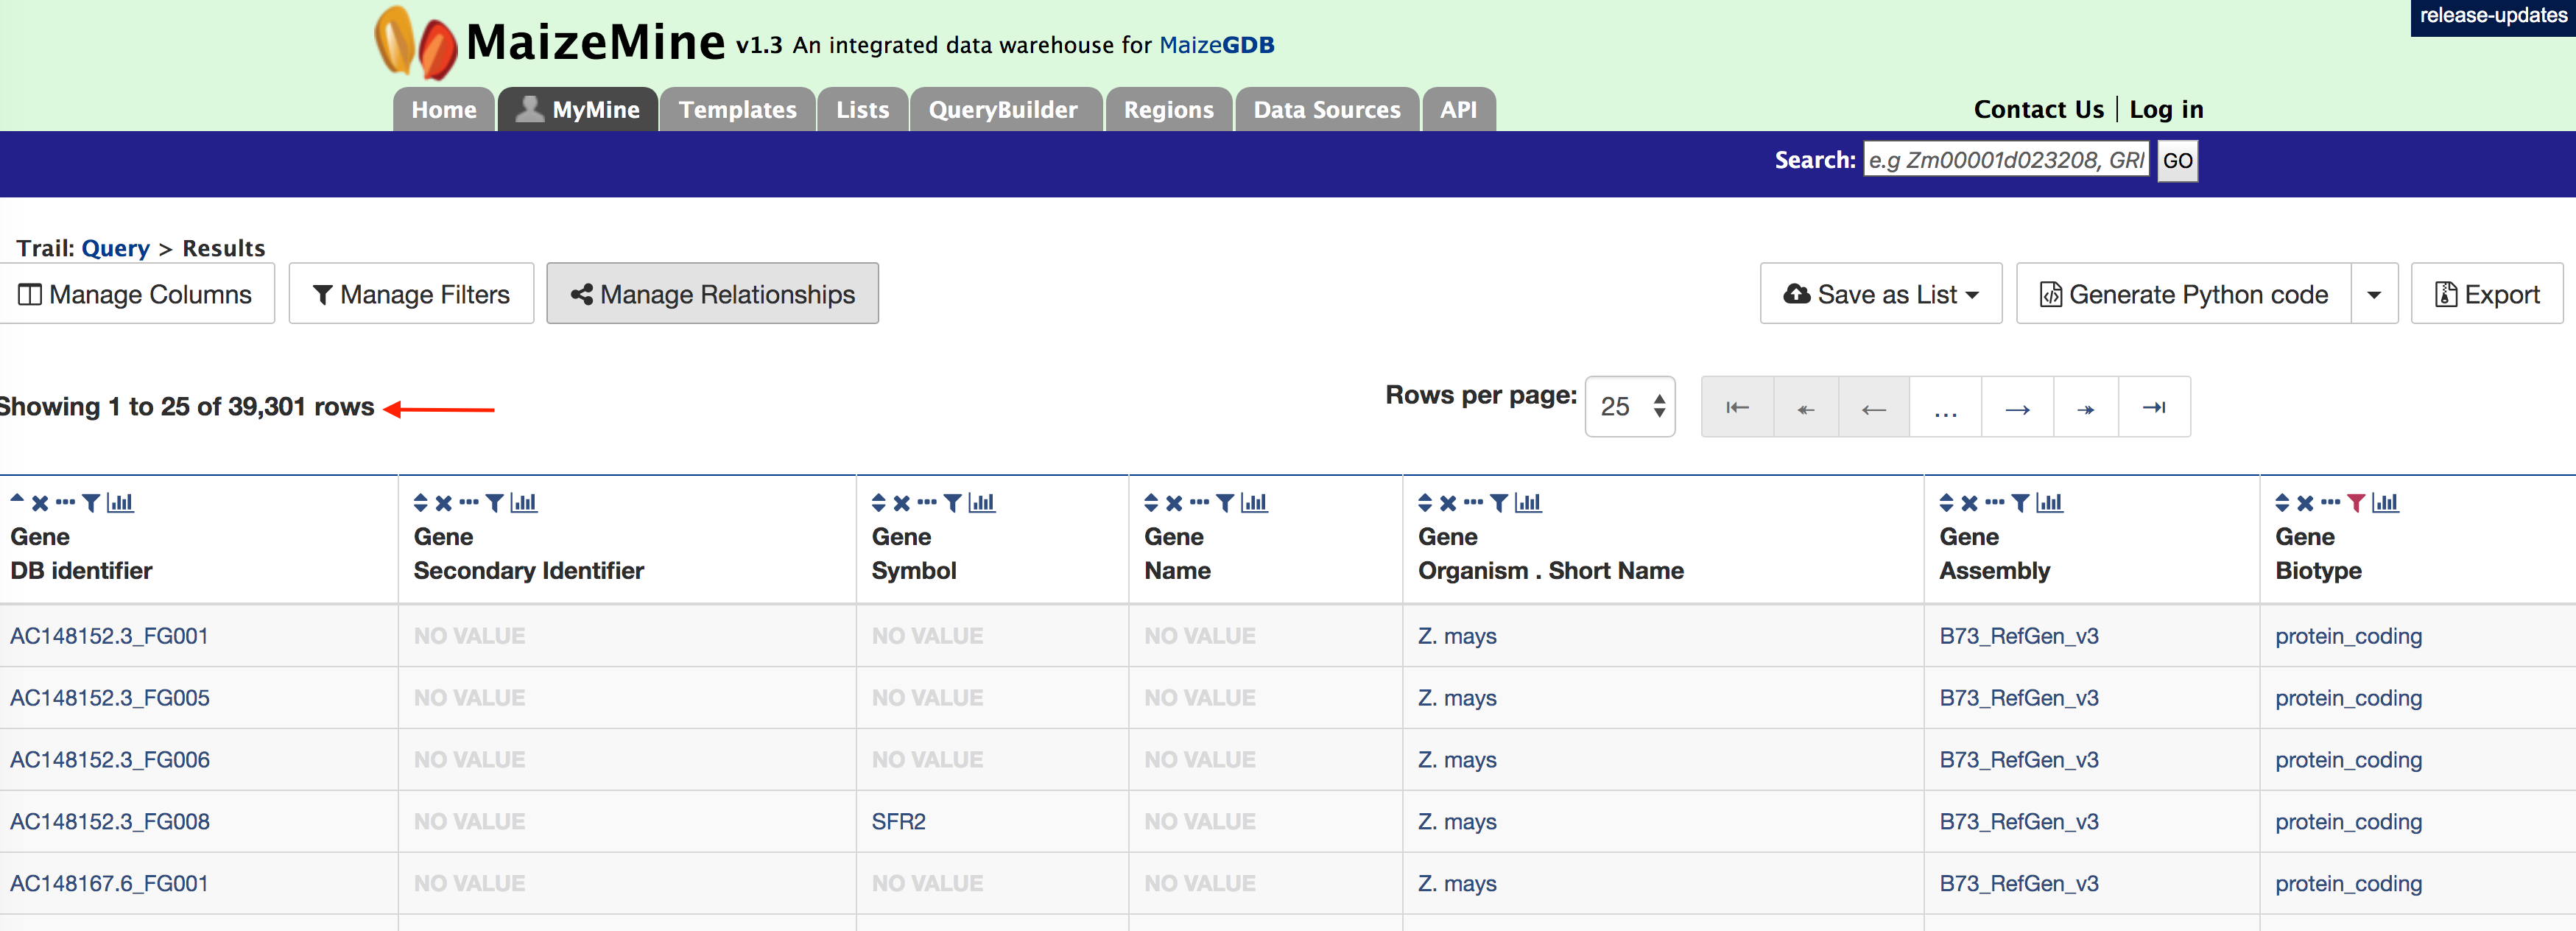 release-updates
MaizeMine v1.3 An integrated data warehouse for MaizeGDB
Home MyMine Templates Lists QueryBuilder Regions Data Sources API Contact Us Log in
Search: e.g Zm00001d023208, GRI GO
Trail: Query > Results
Manage Columns Manage Filters Manage Relationships Save as List Generate Python code Export
Showing 1 to 25 of 39,301 rows Rows per page: 25 ...
Gene Gene Gene Gene Gene Gene Gene
DB identifier Secondary Identifier Symbol Name Organism . Short Name Assembly Biotype
AC148152.3_FG001 NO VALUE NO VALUE NO VALUE Z. mays B73_RefGen_v3 protein_coding
AC148152.3_FG005 NO VALUE NO VALUE NO VALUE Z. mays B73_RefGen_v3 protein_coding
AC148152.3_FG006 NO VALUE NO VALUE NO VALUE Z. mays B73_RefGen_v3 protein_coding
AC148152.3_FG008 NO VALUE SFR2 NO VALUE Z. mays B73_RefGen_v3 protein_coding
AC148167.6_FG001 NO VALUE NO VALUE NO VALUE Z. mays B73_RefGen_v3 protein_coding